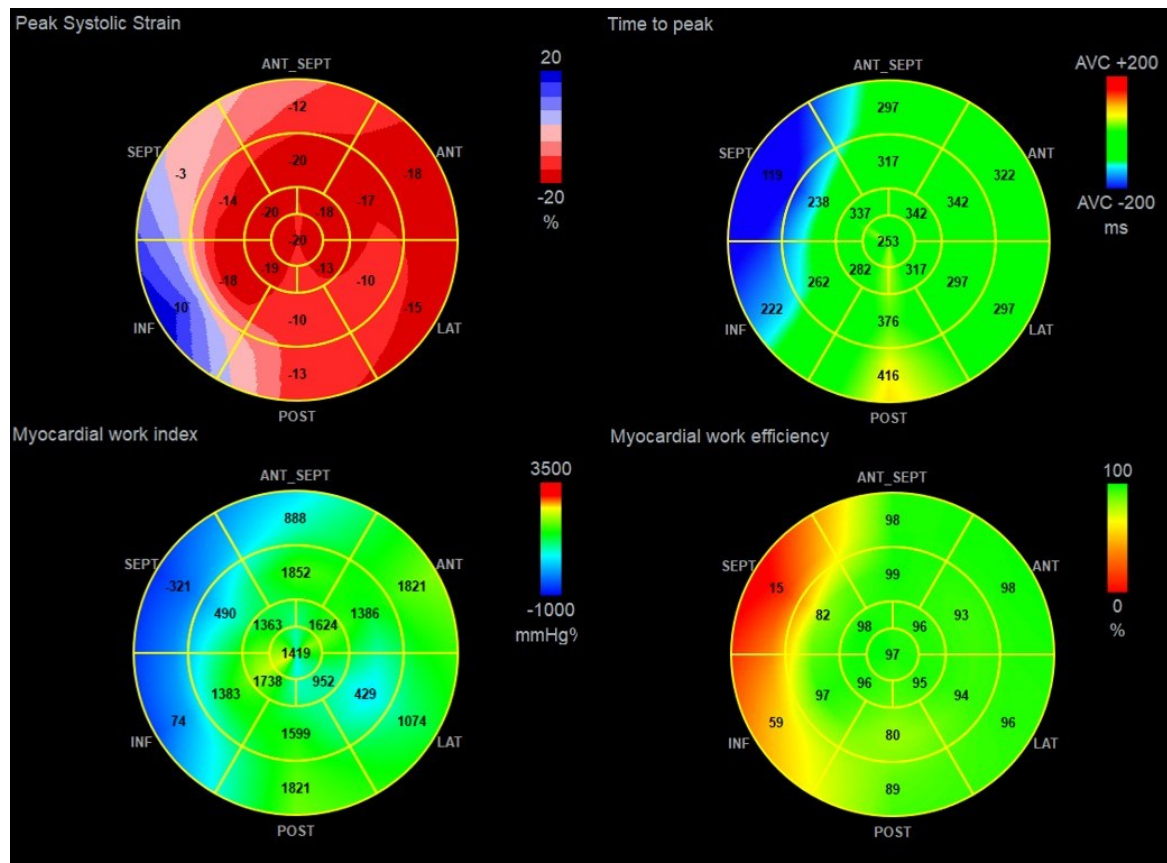 Peak Systolic Strain
ANT_SEPT
20
SEPT
ANT
-20
%
INF
LAT
POST
-12
-3
-18
-20
-14
-17
-20
-18
-20
19
-13
-18
-10
10
-15
-10
-13
Time to peak
ANT_SEPT
AVC +200
SEPT
ANT
AVC -200
ms
INF
LAT
POST
297
317
119
322
238
342
337
342
253
282
317
262
297
222
297
376
416
Myocardial work index
ANT_SEPT
3500
SEPT
ANT
-1000
mmHg%
INF
LAT
POST
888
1852
-321
1821
490
1386
1363
1624
1419
1738
952
1383
429
74
1074
1599
1821
Myocardial work efficiency
ANT_SEPT
100
SEPT
ANT
0
%
INF
LAT
POST
98
99
15
98
82
93
98
96
97
96
95
97
94
59
96
80
89